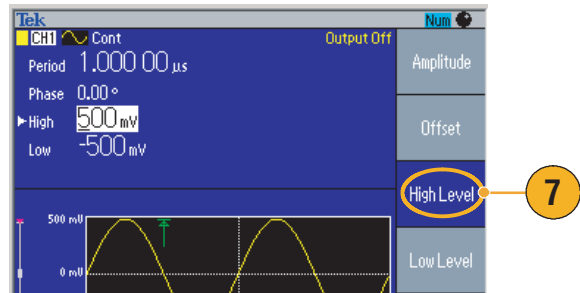 Tek
Num
CH1 Cont
Output Off
Period 1.000 00 µs
Phase 0.00 °
High 500 mV
Low -500 mV
500 mV
0 mV
Amplitude
Offset
High Level
Low Level
7